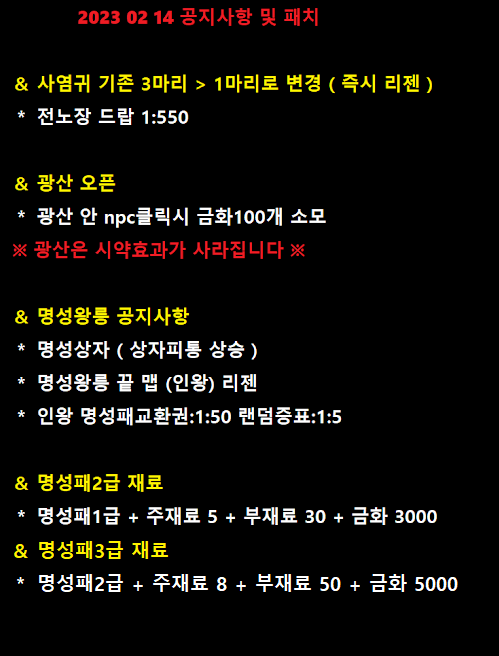 2023 02 14 공지사항 및 패치
& 사염귀 기존 3마리 > 1마리로 변경 ( 즉시 리젠 )
* 전노장 드랍 1:550
& 광산 오픈
* 광산 안 npc클릭시 금화100개 소모
※ 광산은 시약효과가 사라집니다 ※
& 명성왕릉 공지사항
* 명성상자 ( 상자피통 상승 )
* 명성왕릉 끝 맵 (인왕) 리젠
* 인왕 명성패교환권:1:50 랜덤증표:1:5
& 명성패2급 재료
* 명성패1급 + 주재료 5 + 부재료 30 + 금화 3000
& 명성패3급 재료
* 명성패2급 + 주재료 8 + 부재료 50 + 금화 5000